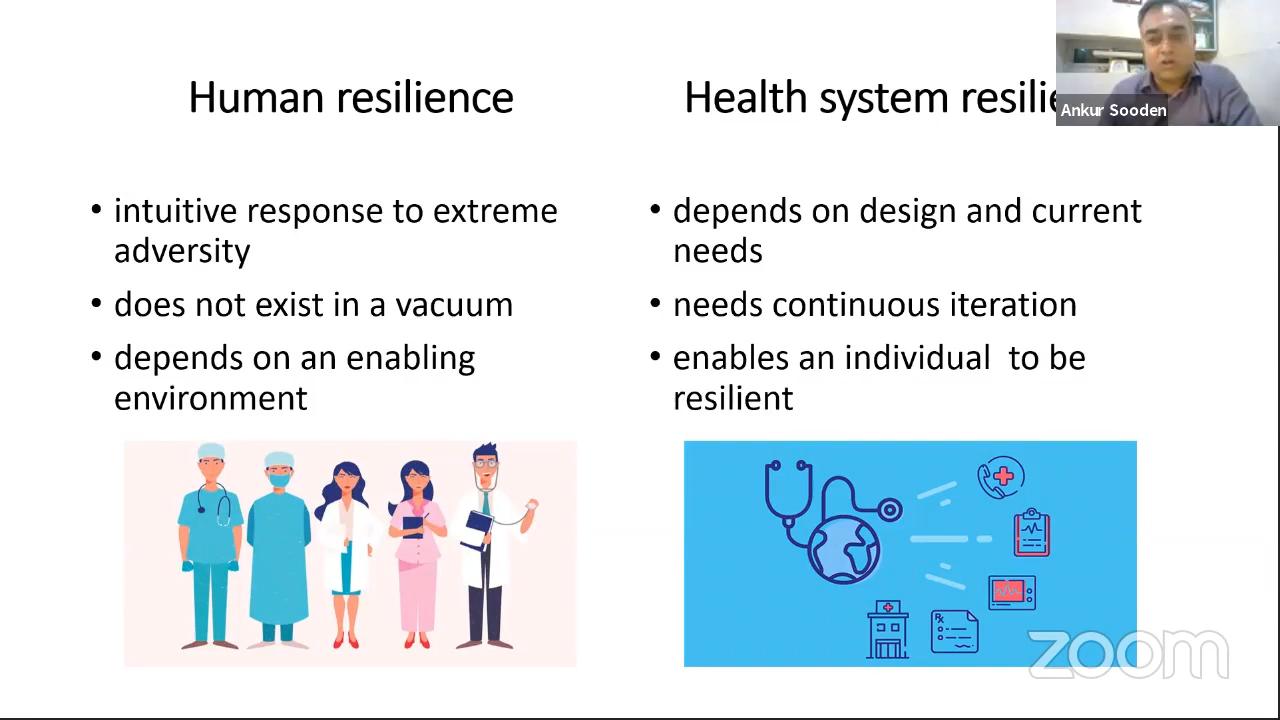 Human resilience
• intuitive response to extreme
adversity
• does not exist in a vacuum
• depends on an enabling
environment
Health system
• depends on design and current
needs
• needs continuous iteration
• enables an individual  to be
resilient
Ankur Sooden
Rx
zoom